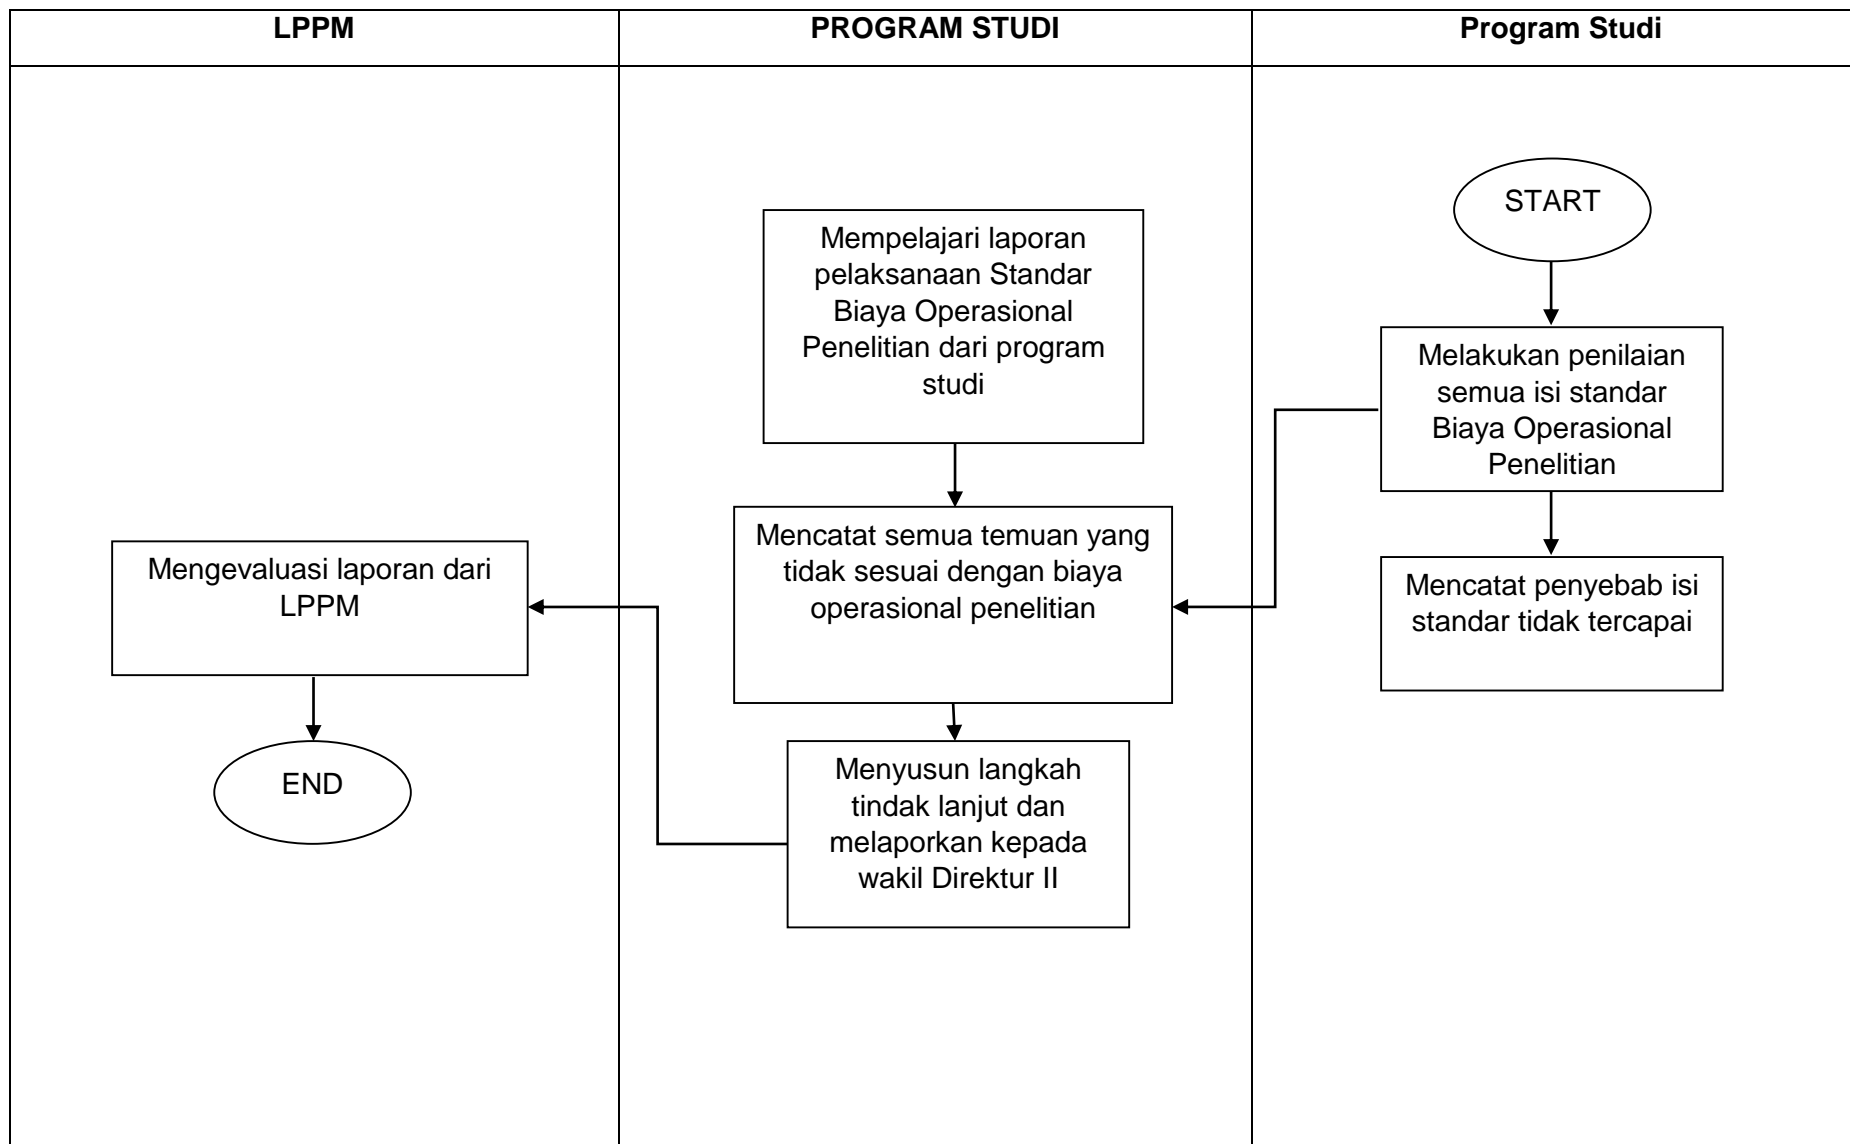 LPPM
PROGRAM STUDI
Program Studi
Mengevaluasi laporan dari
LPPM
END
Mempelajari laporan
pelaksanaan Standar
Biaya Operasional
Penelitian dari program
studi
Mencatat semua temuan yang
tidak sesuai dengan biaya
operasional penelitian
Menyusun langkah
tindak lanjut dan
melaporkan kepada
wakil Direktur II
START
Melakukan penilaian
semua isi standar
Biaya Operasional
Penelitian
Mencatat penyebab isi
standar tidak tercapai